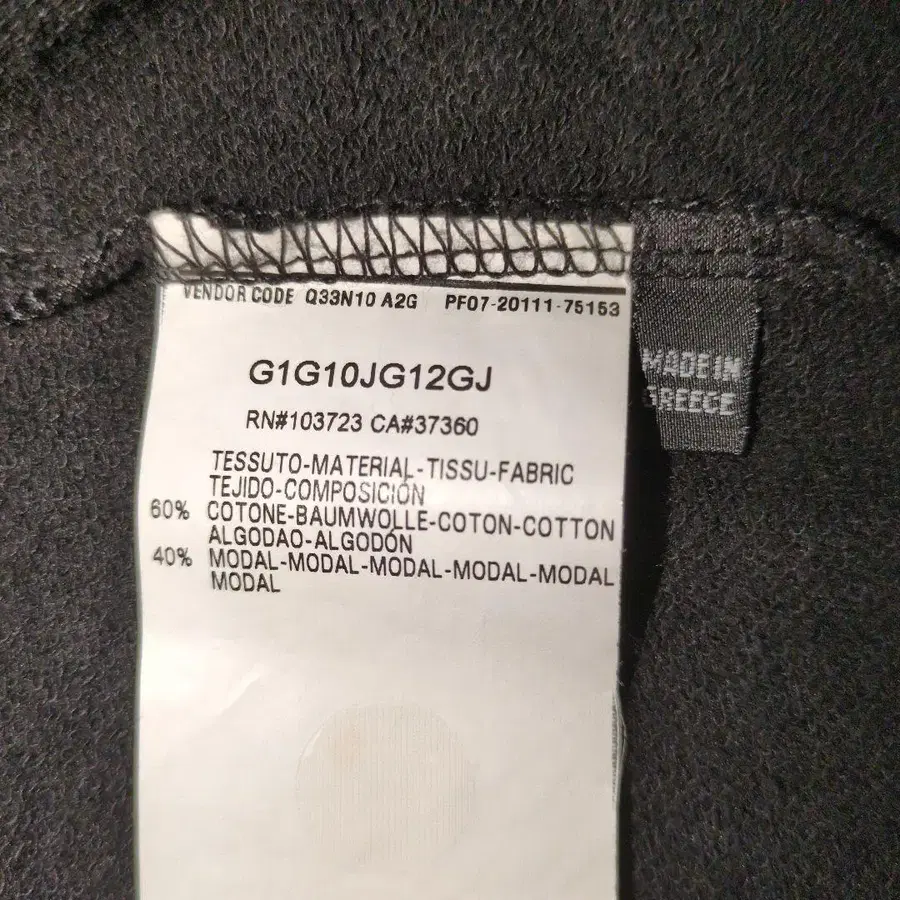 VENDOR CODE Q33N10 A2G PF07-20111-75153
G1G10JG12GJ
RN#103723 CA#37360
TESSUTO-MATERIAL-TISSU-FABRIC
TEJIDO-COMPOSICIÓN
60% COTONE-BAUMWOLLE-COTON-COTTON
ALGODAO-ALGODÓN
40% MODAL-MODAL-MODAL-MODAL-MODAL
MODAL
MADE IN
GREECE